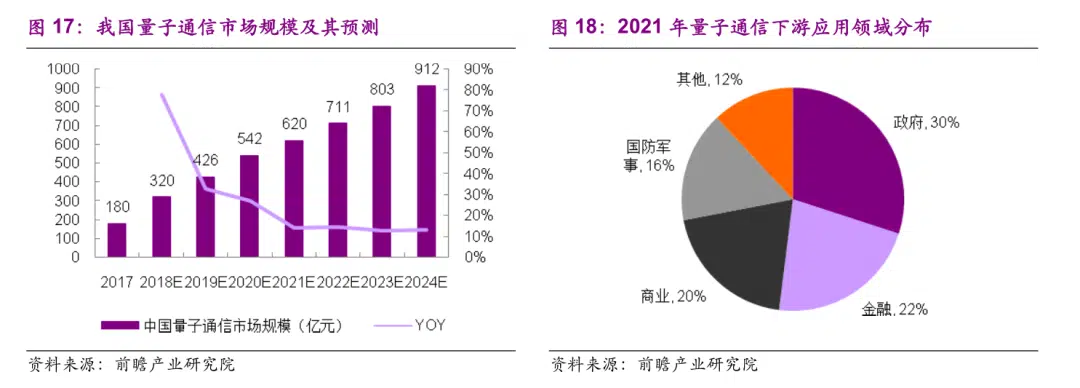 图 17：我国量子通信市场规模及其预测
1000
900
800
700
600
500
400
300
200
100
0
180
320
426
542
620
711
803
912
90%
80%
70%
60%
50%
40%
30%
20%
10%
0%
2017 2018E 2019E 2020E 2021E 2022E 2023E 2024E
中国量子通信市场规模（亿元） YOY
资料来源：前瞻产业研究院
图 18：2021 年量子通信下游应用领域分布
其他, 12%
政府, 30%
国防军
事, 16%
商业, 20%
金融, 22%
资料来源：前瞻产业研究院